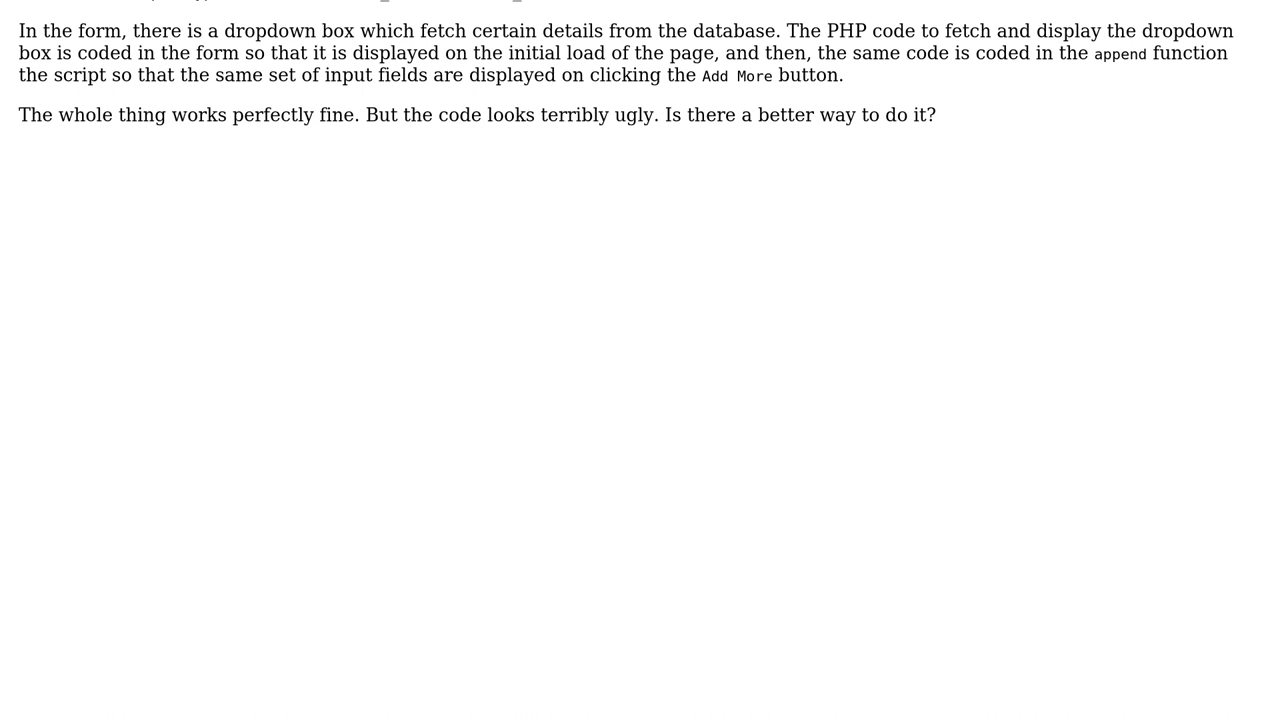 In the form, there is a dropdown box which fetch certain details from the database. The PHP code to fetch and display the dropdown
box is coded in the form so that it is displayed on the initial load of the page, and then, the same code is coded in the append function
the script so that the same set of input fields are displayed on clicking the Add More button.
The whole thing works perfectly fine. But the code looks terribly ugly. Is there a better way to do it?